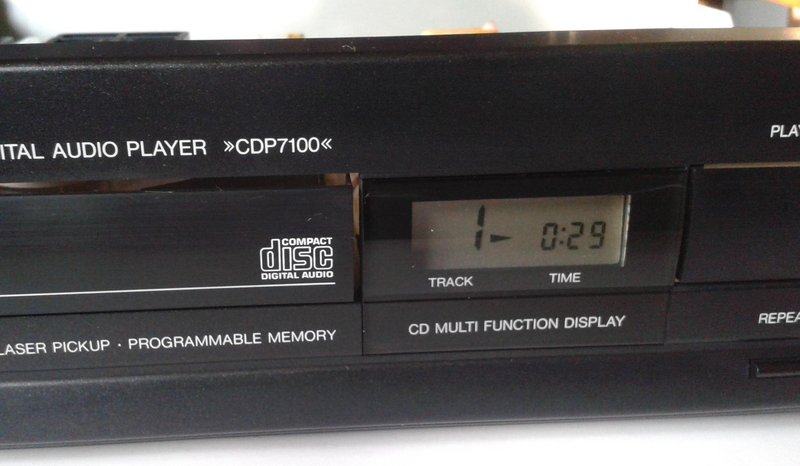 ITAL AUDIO PLAYER »CDP7100«
PLAY
COMPACT
disc
DIGITAL AUDIO
1 0:29
TRACK TIME
LASER PICKUP · PROGRAMMABLE MEMORY
CD MULTI FUNCTION DISPLAY
REPEA